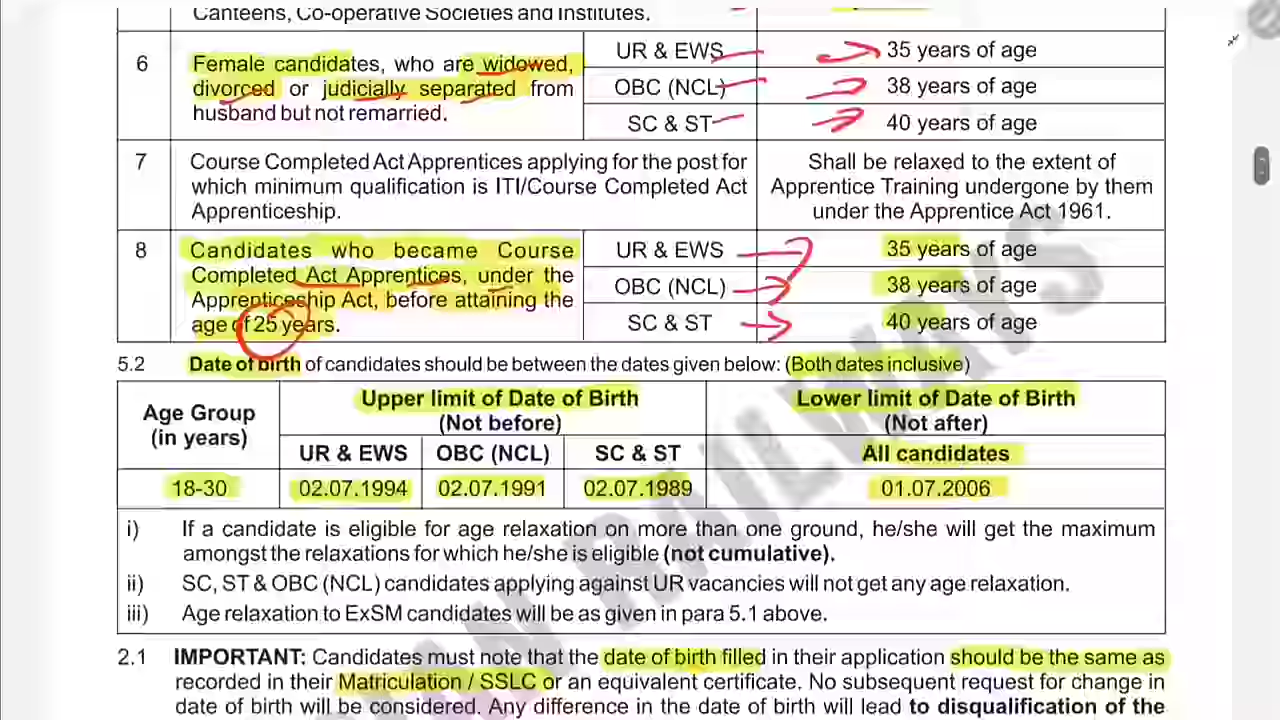 Canteens, Co-operative Societies and Institutes.
6
Female candidates, who are widowed,
divorced or judicially separated from
husband but not remarried.
UR & EWS
35 years of age
OBC (NCL)
38 years of age
SC & ST
40 years of age
7
Course Completed Act Apprentices applying for the post for
which minimum qualification is ITI/Course Completed Act
Apprenticeship.
Shall be relaxed to the extent of
Apprentice Training undergone by them
under the Apprentice Act 1961.
8
Candidates who became Course
Completed Act Apprentices, under the
Apprenticeship Act, before attaining the
age of 25 years.
UR & EWS
35 years of age
OBC (NCL)
38 years of age
SC & ST
40 years of age
5.2 Date of birth of candidates should be between the dates given below: (Both dates inclusive)
Age Group
(in years)
Upper limit of Date of Birth
(Not before)
Lower limit of Date of Birth
(Not after)
UR & EWS OBC (NCL) SC & ST All candidates
18-30 02.07.1994 02.07.1991 02.07.1989 01.07.2006
i) If a candidate is eligible for age relaxation on more than one ground, he/she will get the maximum
amongst the relaxations for which he/she is eligible (not cumulative).
ii) SC, ST & OBC (NCL) candidates applying against UR vacancies will not get any age relaxation.
iii) Age relaxation to ExSM candidates will be as given in para 5.1 above.
2.1 IMPORTANT: Candidates must note that the date of birth filled in their application should be the same as
recorded in their Matriculation / SSLC or an equivalent certificate. No subsequent request for change in
date of birth will be considered. Any difference in the date of birth will lead to disqualification of the
RAILWAYS